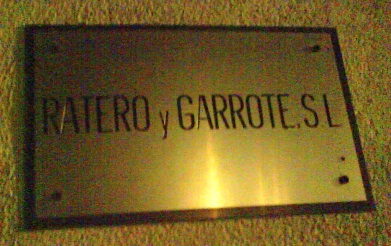 RATERO y GARROTE, S L